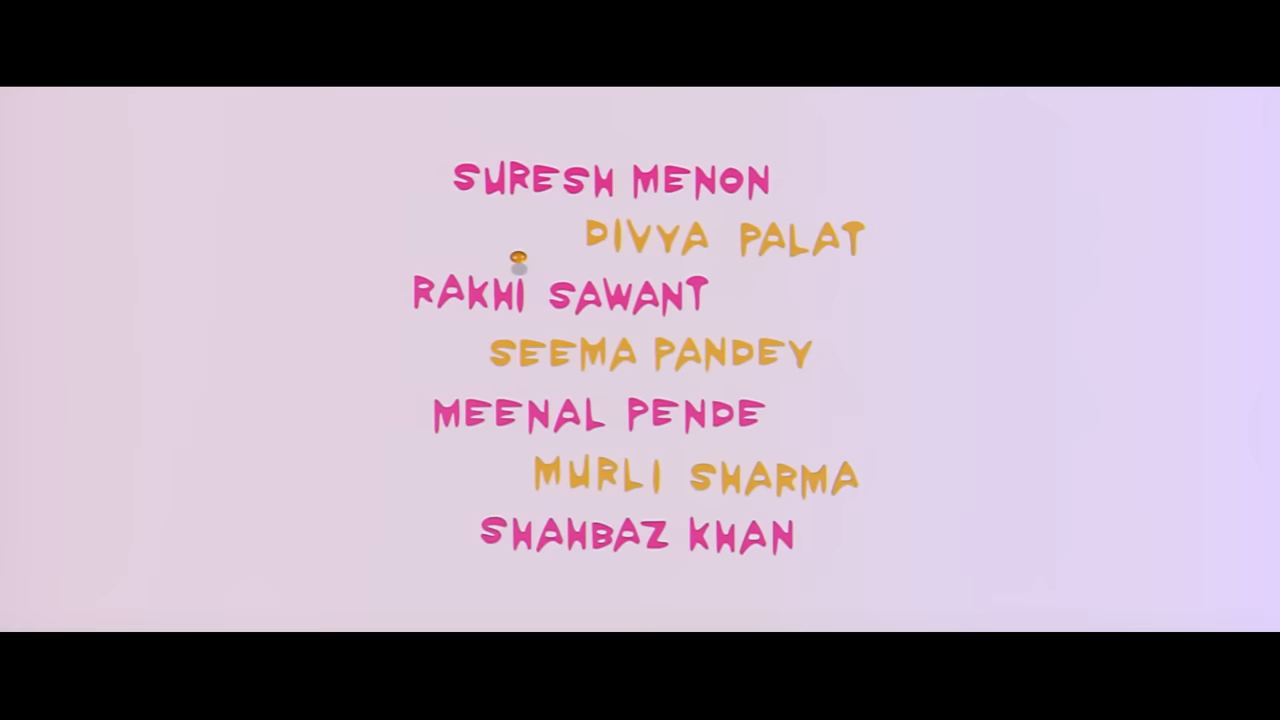 SURESH MENON
DIVYA PALAT
RAKHI SAWANT
SEEMA PANDEY
MEENAL PENDE
MURLI SHARMA
SHAHBAZ KHAN